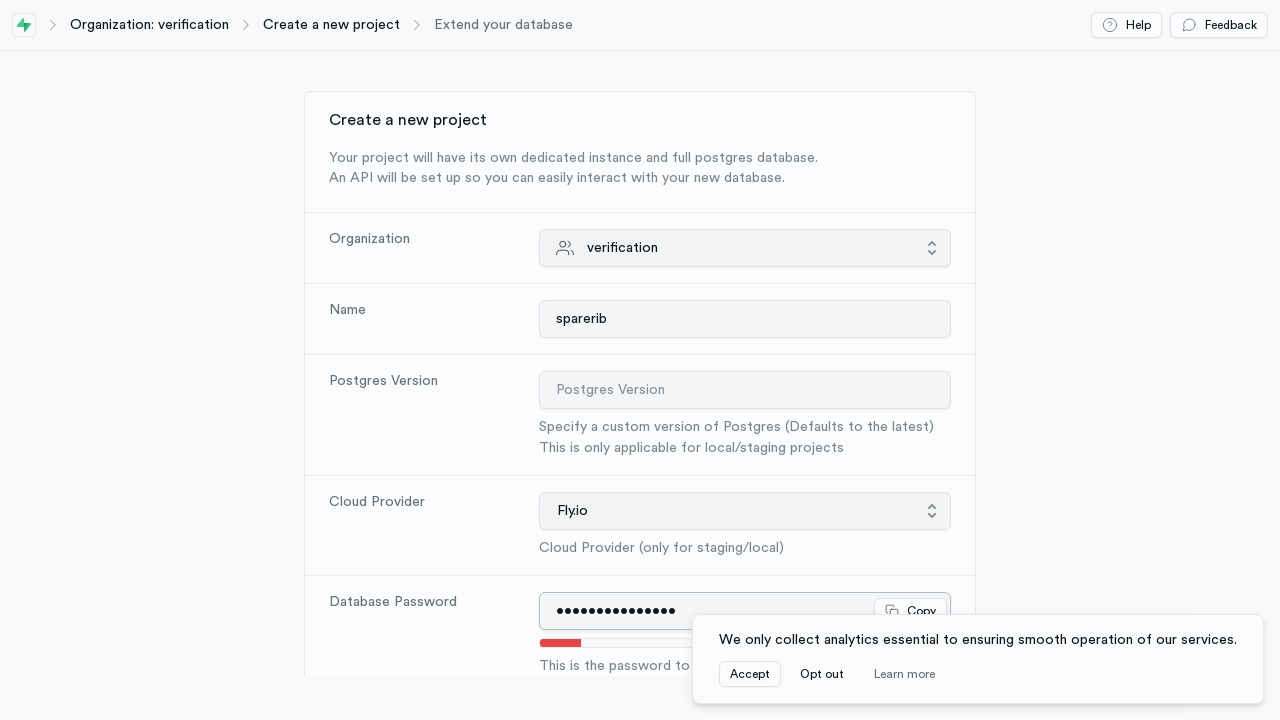 Organization: verification
Create a new project
Extend your database
Help
Feedback
Create a new project
Your project will have its own dedicated instance and full postgres database.
An API will be set up so you can easily interact with your new database.
Organization
verification
Name
sparerib
Postgres Version
Postgres Version
Specify a custom version of Postgres (Defaults to the latest)
This is only applicable for local/staging projects
Cloud Provider
Fly.io
Cloud Provider (only for staging/local)
Database Password
•••••••••••••••
Copy
This is the password to
We only collect analytics essential to ensuring smooth operation of our services.
Accept
Opt out
Learn more